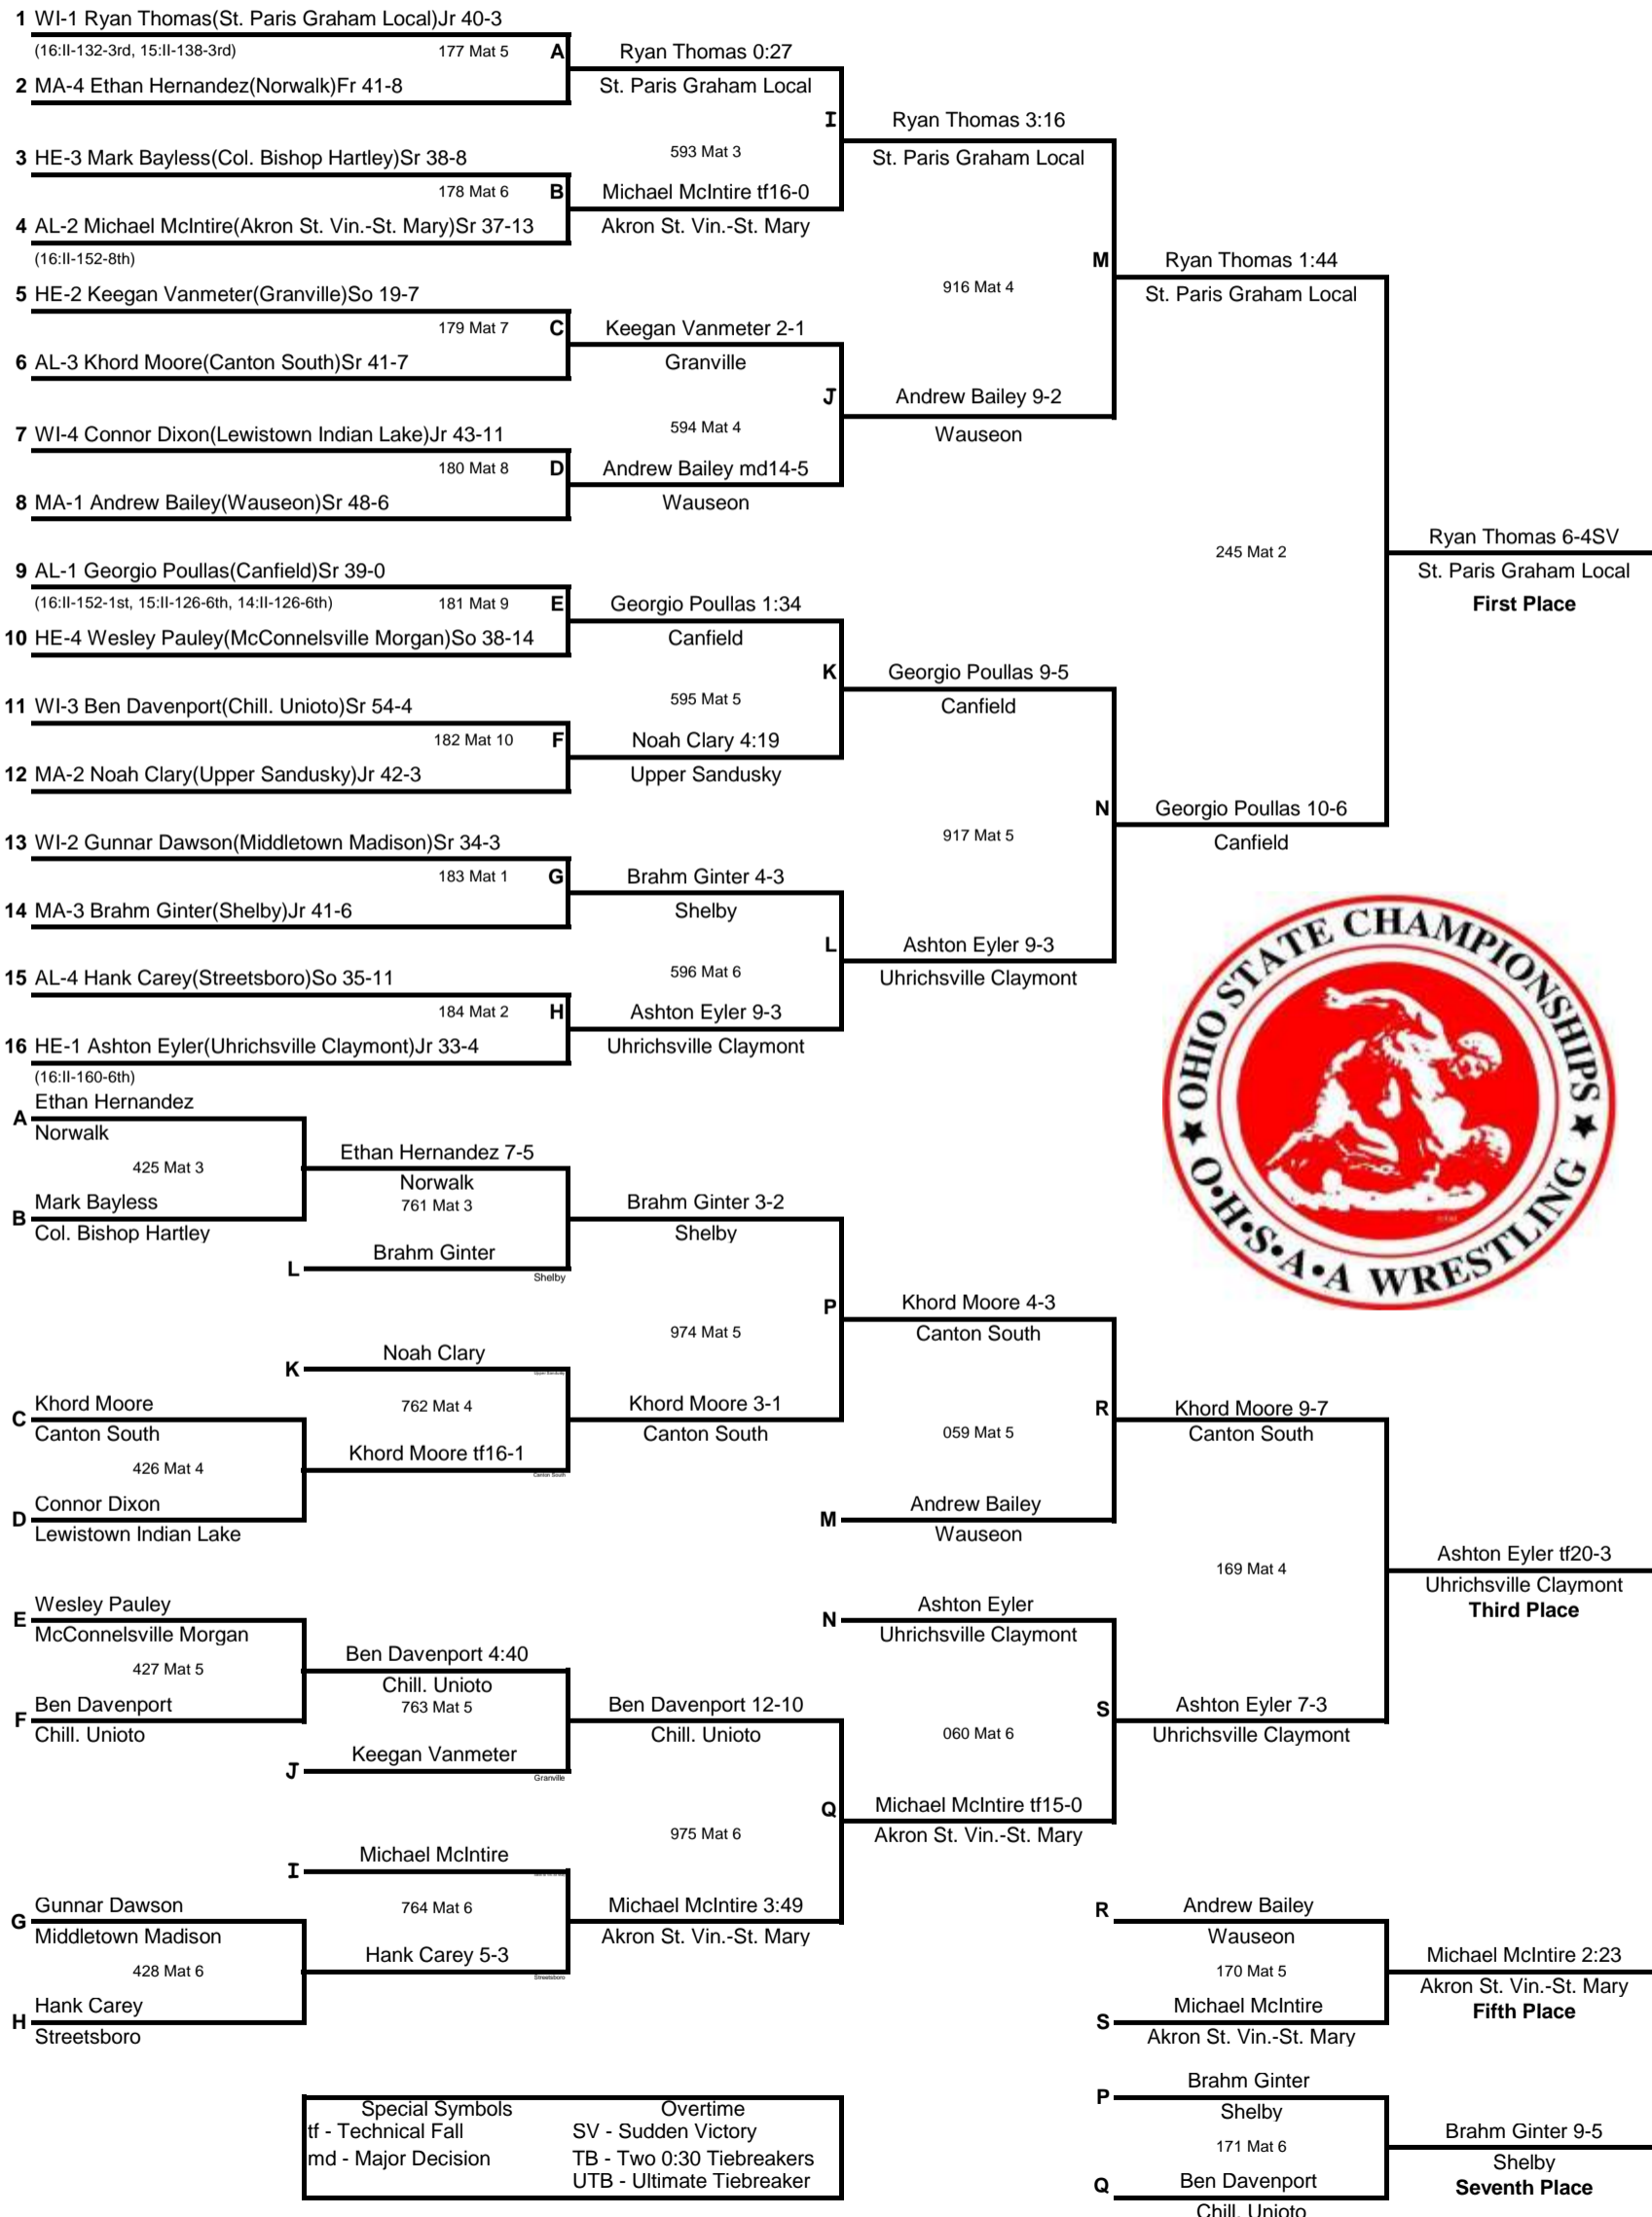 1 WI-1 Ryan Thomas(St. Paris Graham Local)Jr 40-3
(16:II-132-3rd, 15:II-138-3rd)
177 Mat 5
A
2 MA-4 Ethan Hernandez(Norwalk)Fr 41-8
3 HE-3 Mark Bayless(Col. Bishop Hartley)Sr 38-8
178 Mat 6
B
4 AL-2 Michael McIntire(Akron St. Vin.-St. Mary)Sr 37-13
(16:II-152-8th)
5 HE-2 Keegan Vanmeter(Granville)So 19-7
179 Mat 7
C
6 AL-3 Khord Moore(Canton South)Sr 41-7
7 WI-4 Connor Dixon(Lewistown Indian Lake)Jr 43-11
180 Mat 8
D
8 MA-1 Andrew Bailey(Wauseon)Sr 48-6
9 AL-1 Georgio Poullas(Canfield)Sr 39-0
(16:II-152-1st, 15:II-126-6th, 14:II-126-6th)
181 Mat 9
E
10 HE-4 Wesley Pauley(McConnelsville Morgan)So 38-14
11 WI-3 Ben Davenport(Chill. Unioto)Sr 54-4
182 Mat 10
F
12 MA-2 Noah Clary(Upper Sandusky)Jr 42-3
13 WI-2 Gunnar Dawson(Middletown Madison)Sr 34-3
183 Mat 1
G
14 MA-3 Brahm Ginter(Shelby)Jr 41-6
15 AL-4 Hank Carey(Streetsboro)So 35-11
184 Mat 2
H
16 HE-1 Ashton Eyler(Uhrichsville Claymont)Jr 33-4
(16:II-160-6th)
Ryan Thomas 0:27
St. Paris Graham Local
I
593 Mat 3
Michael McIntire tf16-0
Akron St. Vin.-St. Mary
Keegan Vanmeter 2-1
Granville
J
594 Mat 4
Andrew Bailey md14-5
Wauseon
Georgio Poullas 1:34
Canfield
K
595 Mat 5
Noah Clary 4:19
Upper Sandusky
Brahm Ginter 4-3
Shelby
L
596 Mat 6
Ashton Eyler 9-3
Uhrichsville Claymont
Ryan Thomas 3:16
St. Paris Graham Local
M
916 Mat 4
Andrew Bailey 9-2
Wauseon
Georgio Poullas 9-5
Canfield
N
917 Mat 5
Ashton Eyler 9-3
Uhrichsville Claymont
Ryan Thomas 1:44
St. Paris Graham Local
245 Mat 2
Georgio Poullas 10-6
Canfield
Ryan Thomas 6-4SV
St. Paris Graham Local
First Place
★ OHIO STATE CHAMPIONSHIPS ★
O•H•S•A•A WRESTLING
A
Ethan Hernandez
Norwalk
425 Mat 3
B
Mark Bayless
Col. Bishop Hartley
Ethan Hernandez 7-5
Norwalk
761 Mat 3
L
Brahm Ginter
Shelby
Brahm Ginter 3-2
Shelby
P
974 Mat 5
K
Noah Clary
C
Khord Moore
Canton South
762 Mat 4
426 Mat 4
Khord Moore tf16-1
Canton South
D
Connor Dixon
Lewistown Indian Lake
Khord Moore 3-1
Canton South
Khord Moore 4-3
Canton South
R
059 Mat 5
M
Andrew Bailey
Wauseon
Khord Moore 9-7
Canton South
169 Mat 4
E
Wesley Pauley
McConnelsville Morgan
427 Mat 5
F
Ben Davenport
Chill. Unioto
Ben Davenport 4:40
Chill. Unioto
763 Mat 5
J
Keegan Vanmeter
Granville
Ben Davenport 12-10
Chill. Unioto
Q
975 Mat 6
I
Michael McIntire
764 Mat 6
G
Gunnar Dawson
Middletown Madison
428 Mat 6
Hank Carey 5-3
Streetsboro
H
Hank Carey
Streetsboro
Michael McIntire 3:49
Akron St. Vin.-St. Mary
N
Ashton Eyler
Uhrichsville Claymont
S
060 Mat 6
Michael McIntire tf15-0
Akron St. Vin.-St. Mary
Ashton Eyler 7-3
Uhrichsville Claymont
Ashton Eyler tf20-3
Uhrichsville Claymont
Third Place
R
Andrew Bailey
Wauseon
170 Mat 5
S
Michael McIntire
Akron St. Vin.-St. Mary
Michael McIntire 2:23
Akron St. Vin.-St. Mary
Fifth Place
P
Brahm Ginter
Shelby
171 Mat 6
Q
Ben Davenport
Chill. Unioto
Brahm Ginter 9-5
Shelby
Seventh Place
Special Symbols
Overtime
tf - Technical Fall
SV - Sudden Victory
md - Major Decision
TB - Two 0:30 Tiebreakers
UTB - Ultimate Tiebreaker